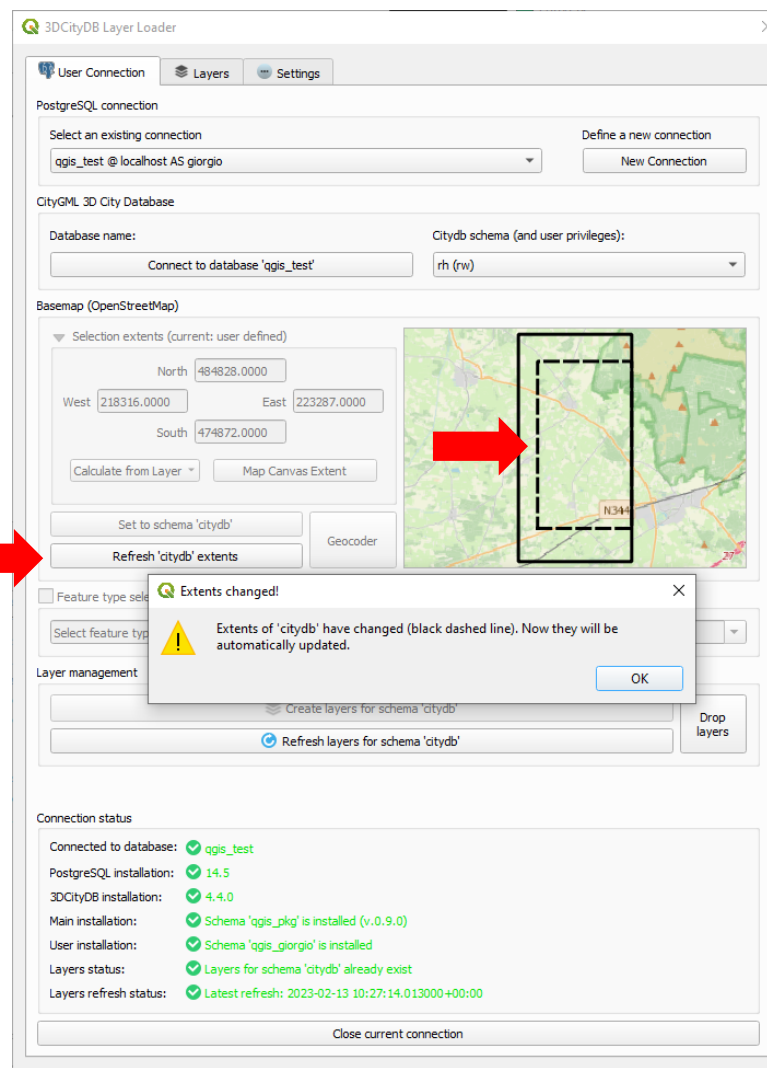 3DCityDB Layer Loader
User Connection
Layers
Settings
PostgreSQL connection
Select an existing connection
Define a new connection
qgis_test @ localhost AS giorgio
New Connection
CityGML 3D City Database
Database name:
Citydb schema (and user privileges):
Connect to database 'qgis_test'
rh (rw)
Basemap (OpenStreetMap)
Selection extents (current: user defined)
North 484828.0000
West 218316.0000
East 223287.0000
South 474872.0000
Calculate from Layer
Map Canvas Extent
Set to schema 'citydb'
Geocoder
Refresh 'citydb' extents
N344
Extents changed!
Extents of 'citydb' have changed (black dashed line). Now they will be
automatically updated.
OK
Feature type sele
Select feature typ
Layer management
Create layers for schema 'citydb'
Refresh layers for schema 'citydb'
Drop
layers
Connection status
Connected to database: qgis_test
PostgreSQL installation: 14.5
3DCityDB installation: 4.4.0
Main installation: Schema 'qgis_pkg' is installed (v.0.9.0)
User installation: Schema 'qgis_giorgio' is installed
Layers status: Layers for schema 'citydb' already exist
Layers refresh status: Latest refresh: 2023-02-13 10:27:14.013000+00:00
Close current connection